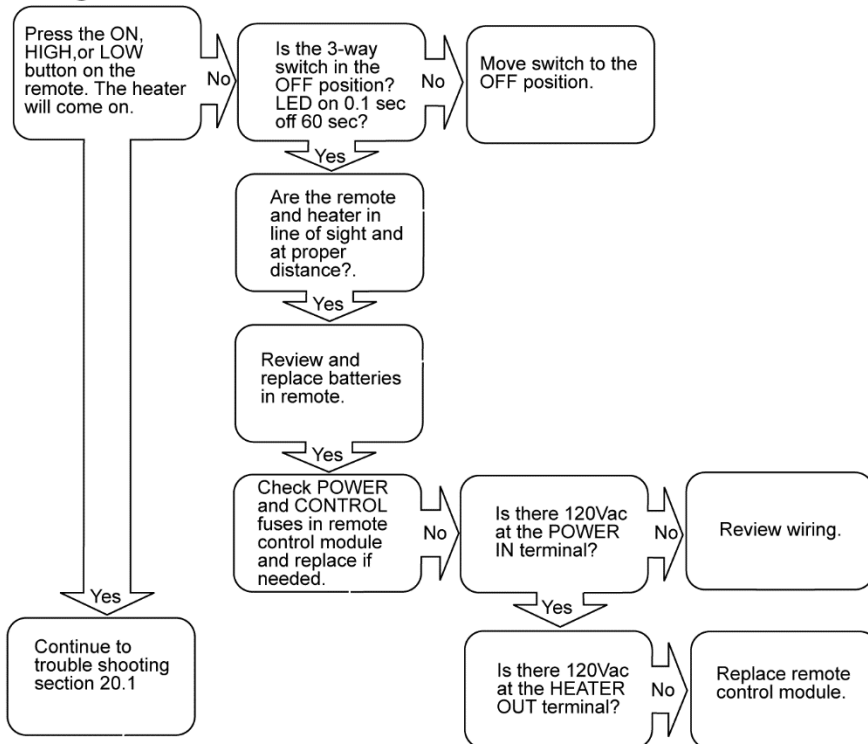 Press the ON,
HIGH,or LOW
button on the
remote. The heater
will come on.
No
Is the 3-way
switch in the
OFF position?
LED on 0.1 sec
off 60 sec?
No
Move switch to the
OFF position.
Yes
Are the remote
and heater in
line of sight and
at proper
distance?.
Yes
Review and
replace batteries
in remote.
Yes
Check POWER
and CONTROL
fuses in remote
control module
and replace if
needed.
No
Is there 120Vac
at the POWER
IN terminal?
No
Review wiring.
Yes
Yes
Continue to
trouble shooting
section 20.1
Is there 120Vac
at the HEATER
OUT terminal?
No
Replace remote
control module.